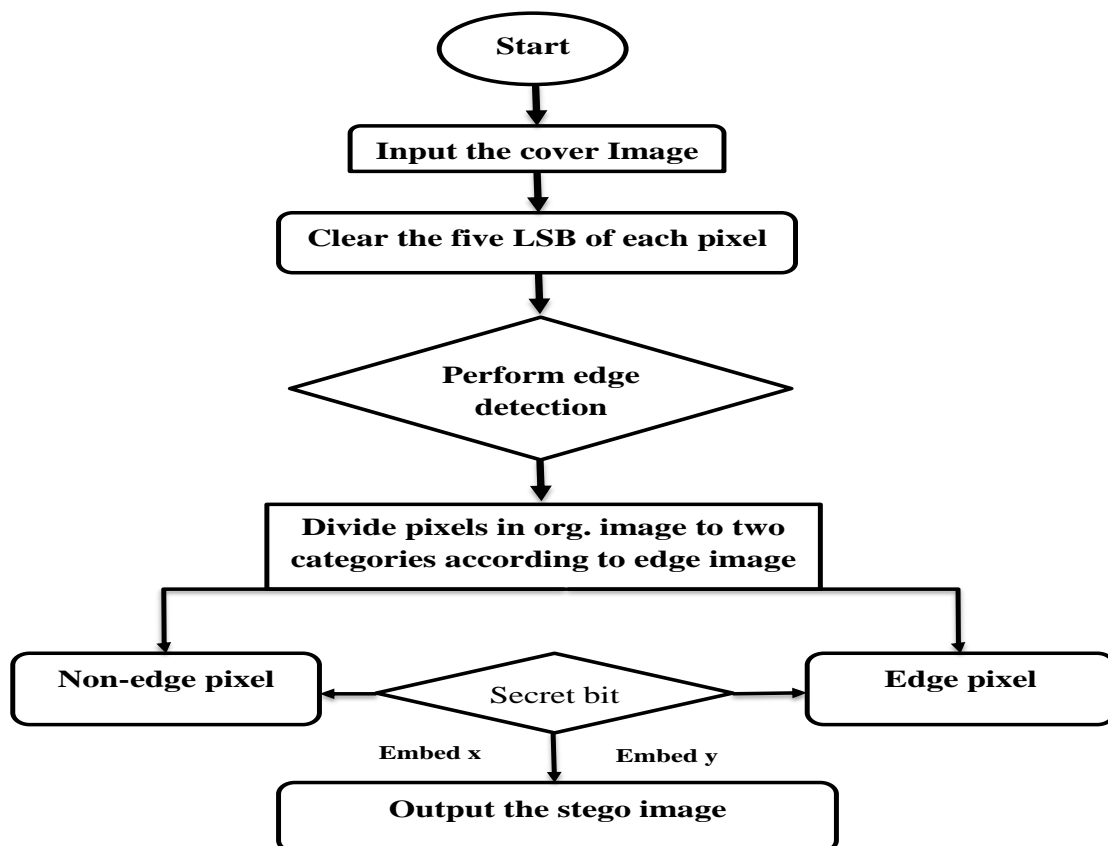 Start
Input the cover Image
Clear the five LSB of each pixel
Perform edge
detection
Divide pixels in org. image to two
categories according to edge image
Non-edge pixel
Secret bit
Edge pixel
Embed x
Embed y
Output the stego image